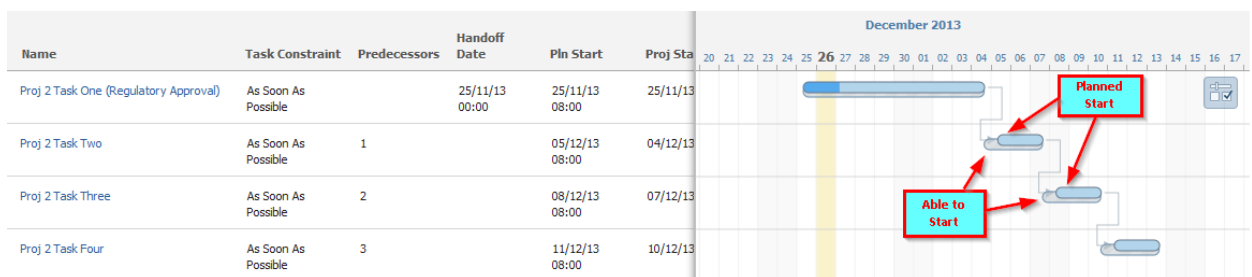 December 2013
Handoff
Name Task Constraint Predecessors Date Pln Start Proj Sta
20 21 22 23 24 25 26 27 28 29 30 01 02 03 04 05 06 07 08 09 10 11 12 13 14 15 16 17
Proj 2 Task One (Regulatory Approval) As Soon As 25/11/13 25/11/13 25/11/13
Possible 00:00 08:00
Planned
Start
Proj 2 Task Two As Soon As 1 05/12/13 04/12/13
Possible 08:00
Proj 2 Task Three As Soon As 2 08/12/13 07/12/13
Possible 08:00
Able to
Start
Proj 2 Task Four As Soon As 3 11/12/13 10/12/13
Possible 08:00